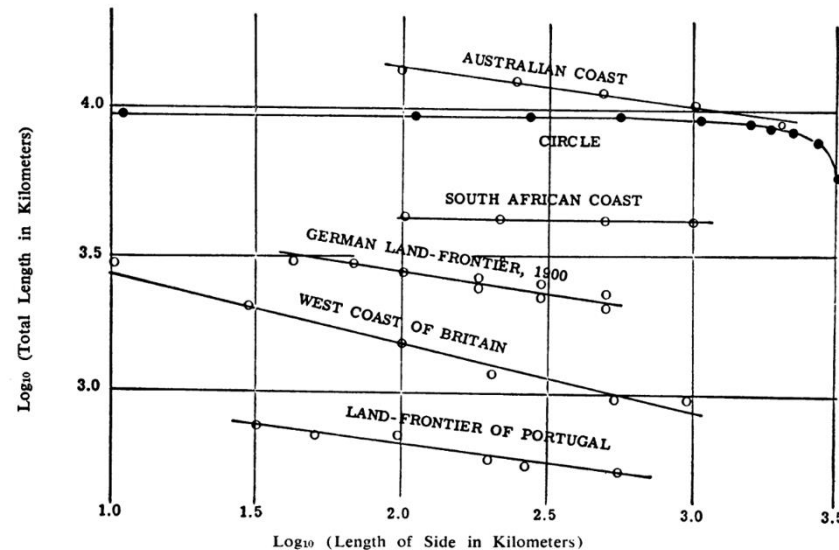 AUSTRALIAN COAST
4.0
CIRCLE
SOUTH AFRICAN COAST
3.5
GERMAN LAND-FRONTIER, 1900
WEST COAST OF BRITAIN
3.0
LAND-FRONTIER OF PORTUGAL
Log₁₀ (Total Length in Kilometers)
1.0 1.5 2.0 2.5 3.0 3.5
Log₁₀ (Length of Side in Kilometers)